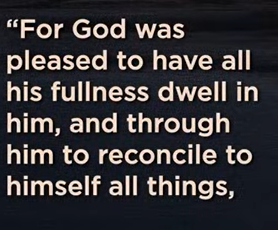 “For God was
pleased to have all
his fullness dwell in
him, and through
him to reconcile to
himself all things,